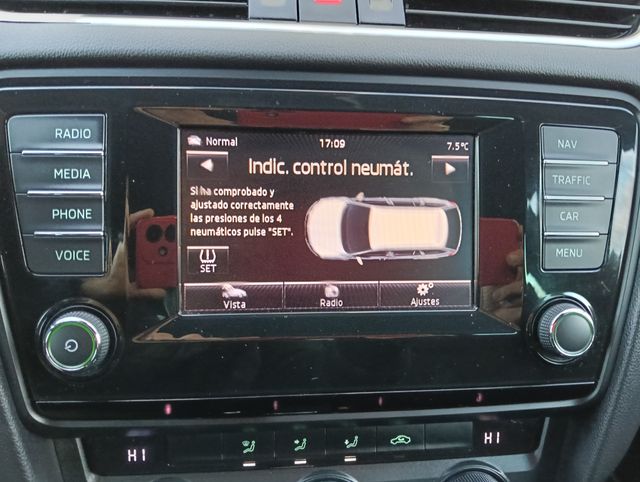 RADIO
MEDIA
PHONE
VOICE
Normal
17:09
7.5°C
Indic. control neumát.
Si ha comprobado y
ajustado correctamente
las presiones de los 4
neumáticos pulse "SET".
SET
Vista
Radio
Ajustes
NAV
TRAFFIC
CAR
MENU
HI
HI